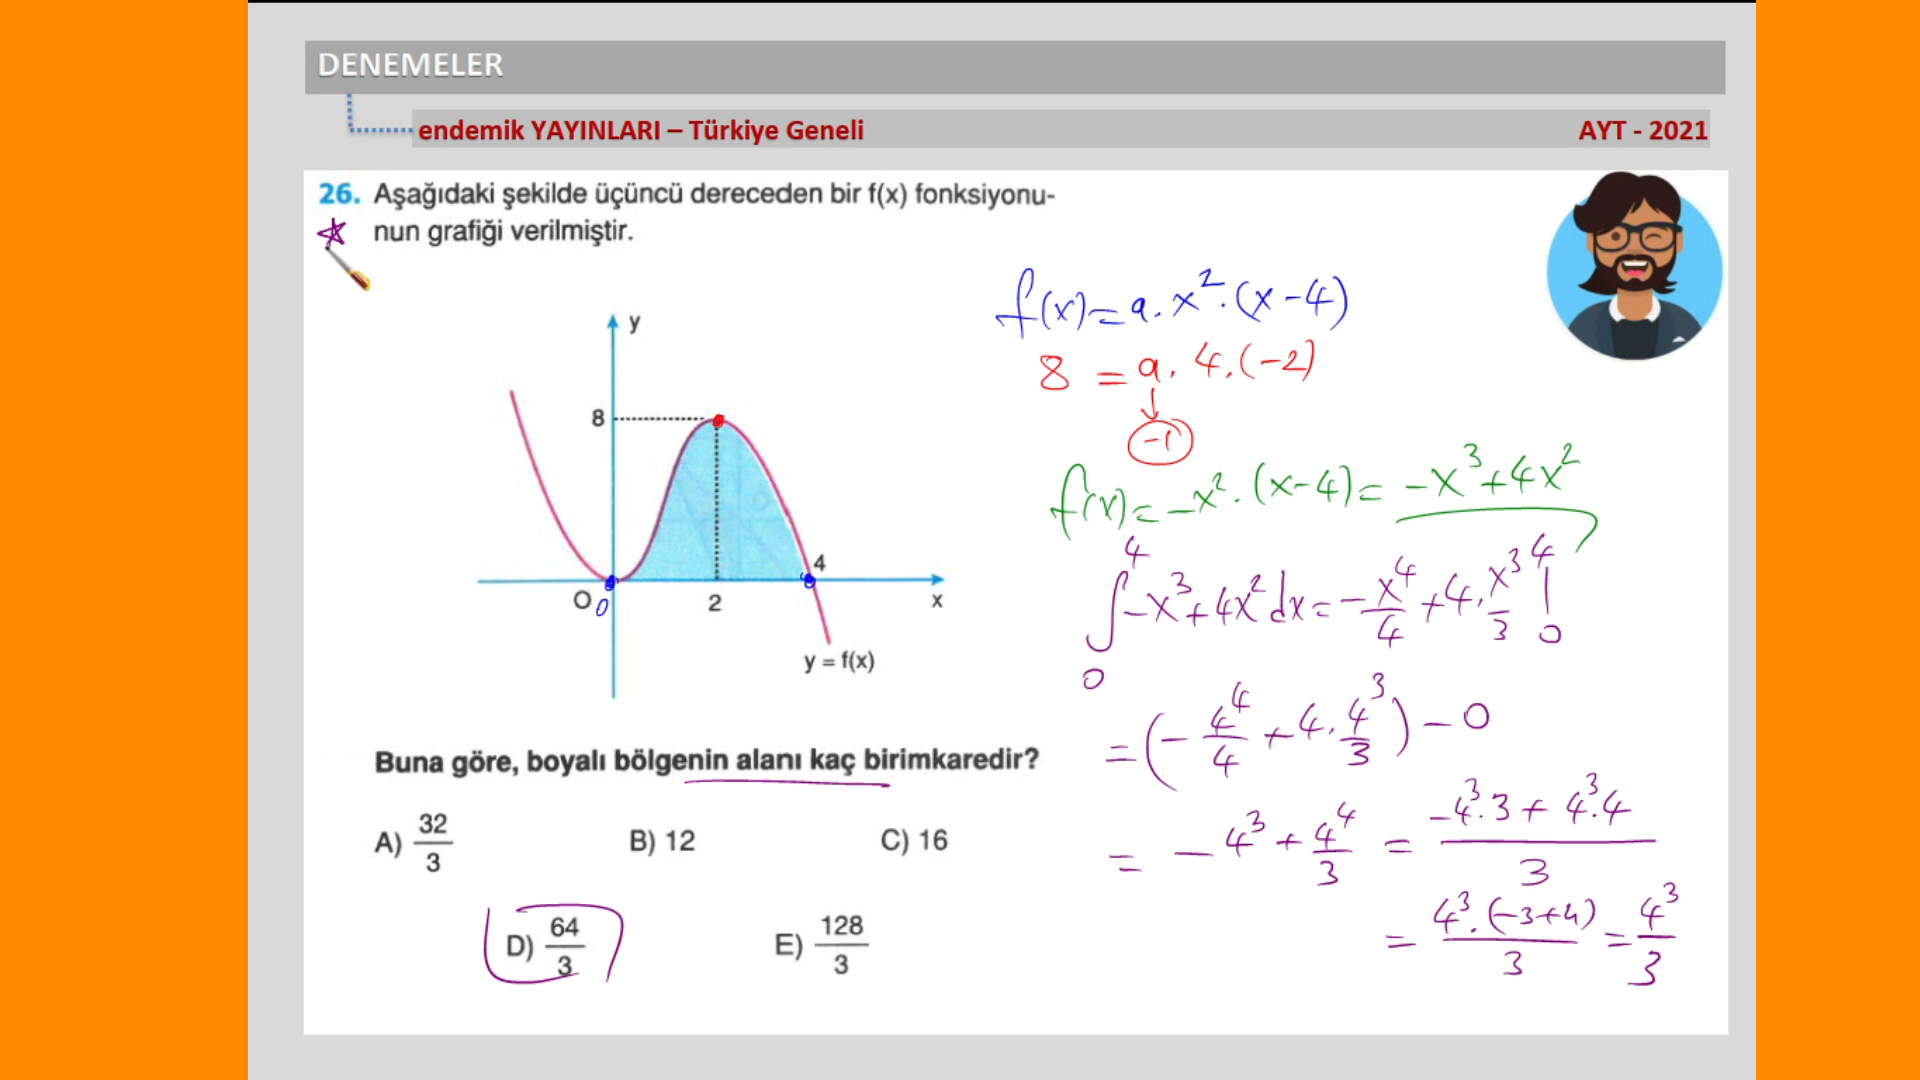 DENEMELER
endemik YAYINLARI – Türkiye Geneli
AYT - 2021
26. Aşağıdaki şekilde üçüncü dereceden bir f(x) fonksiyonu-
nun grafiği verilmiştir.
y
8
4
O
0
2
x
y = f(x)
Buna göre, boyalı bölgenin alanı kaç birimkaredir?
A) 32/3
B) 12
C) 16
D) 64/3
E) 128/3
f(x) = a . x² . (x - 4)
8 = a . 4 . (-2)
-1
f(x) = -x² . (x - 4) = -x³ + 4x²
∫₀⁴ -x³ + 4x² dx = -x⁴/4 + 4 . x³/3 |₀⁴
= (-4⁴/4 + 4 . 4³/3) - 0
= -4³ + 4⁴/3 = (-4³.3 + 4³.4)/3
= 4³ . (-3+4)/3 = 4³/3